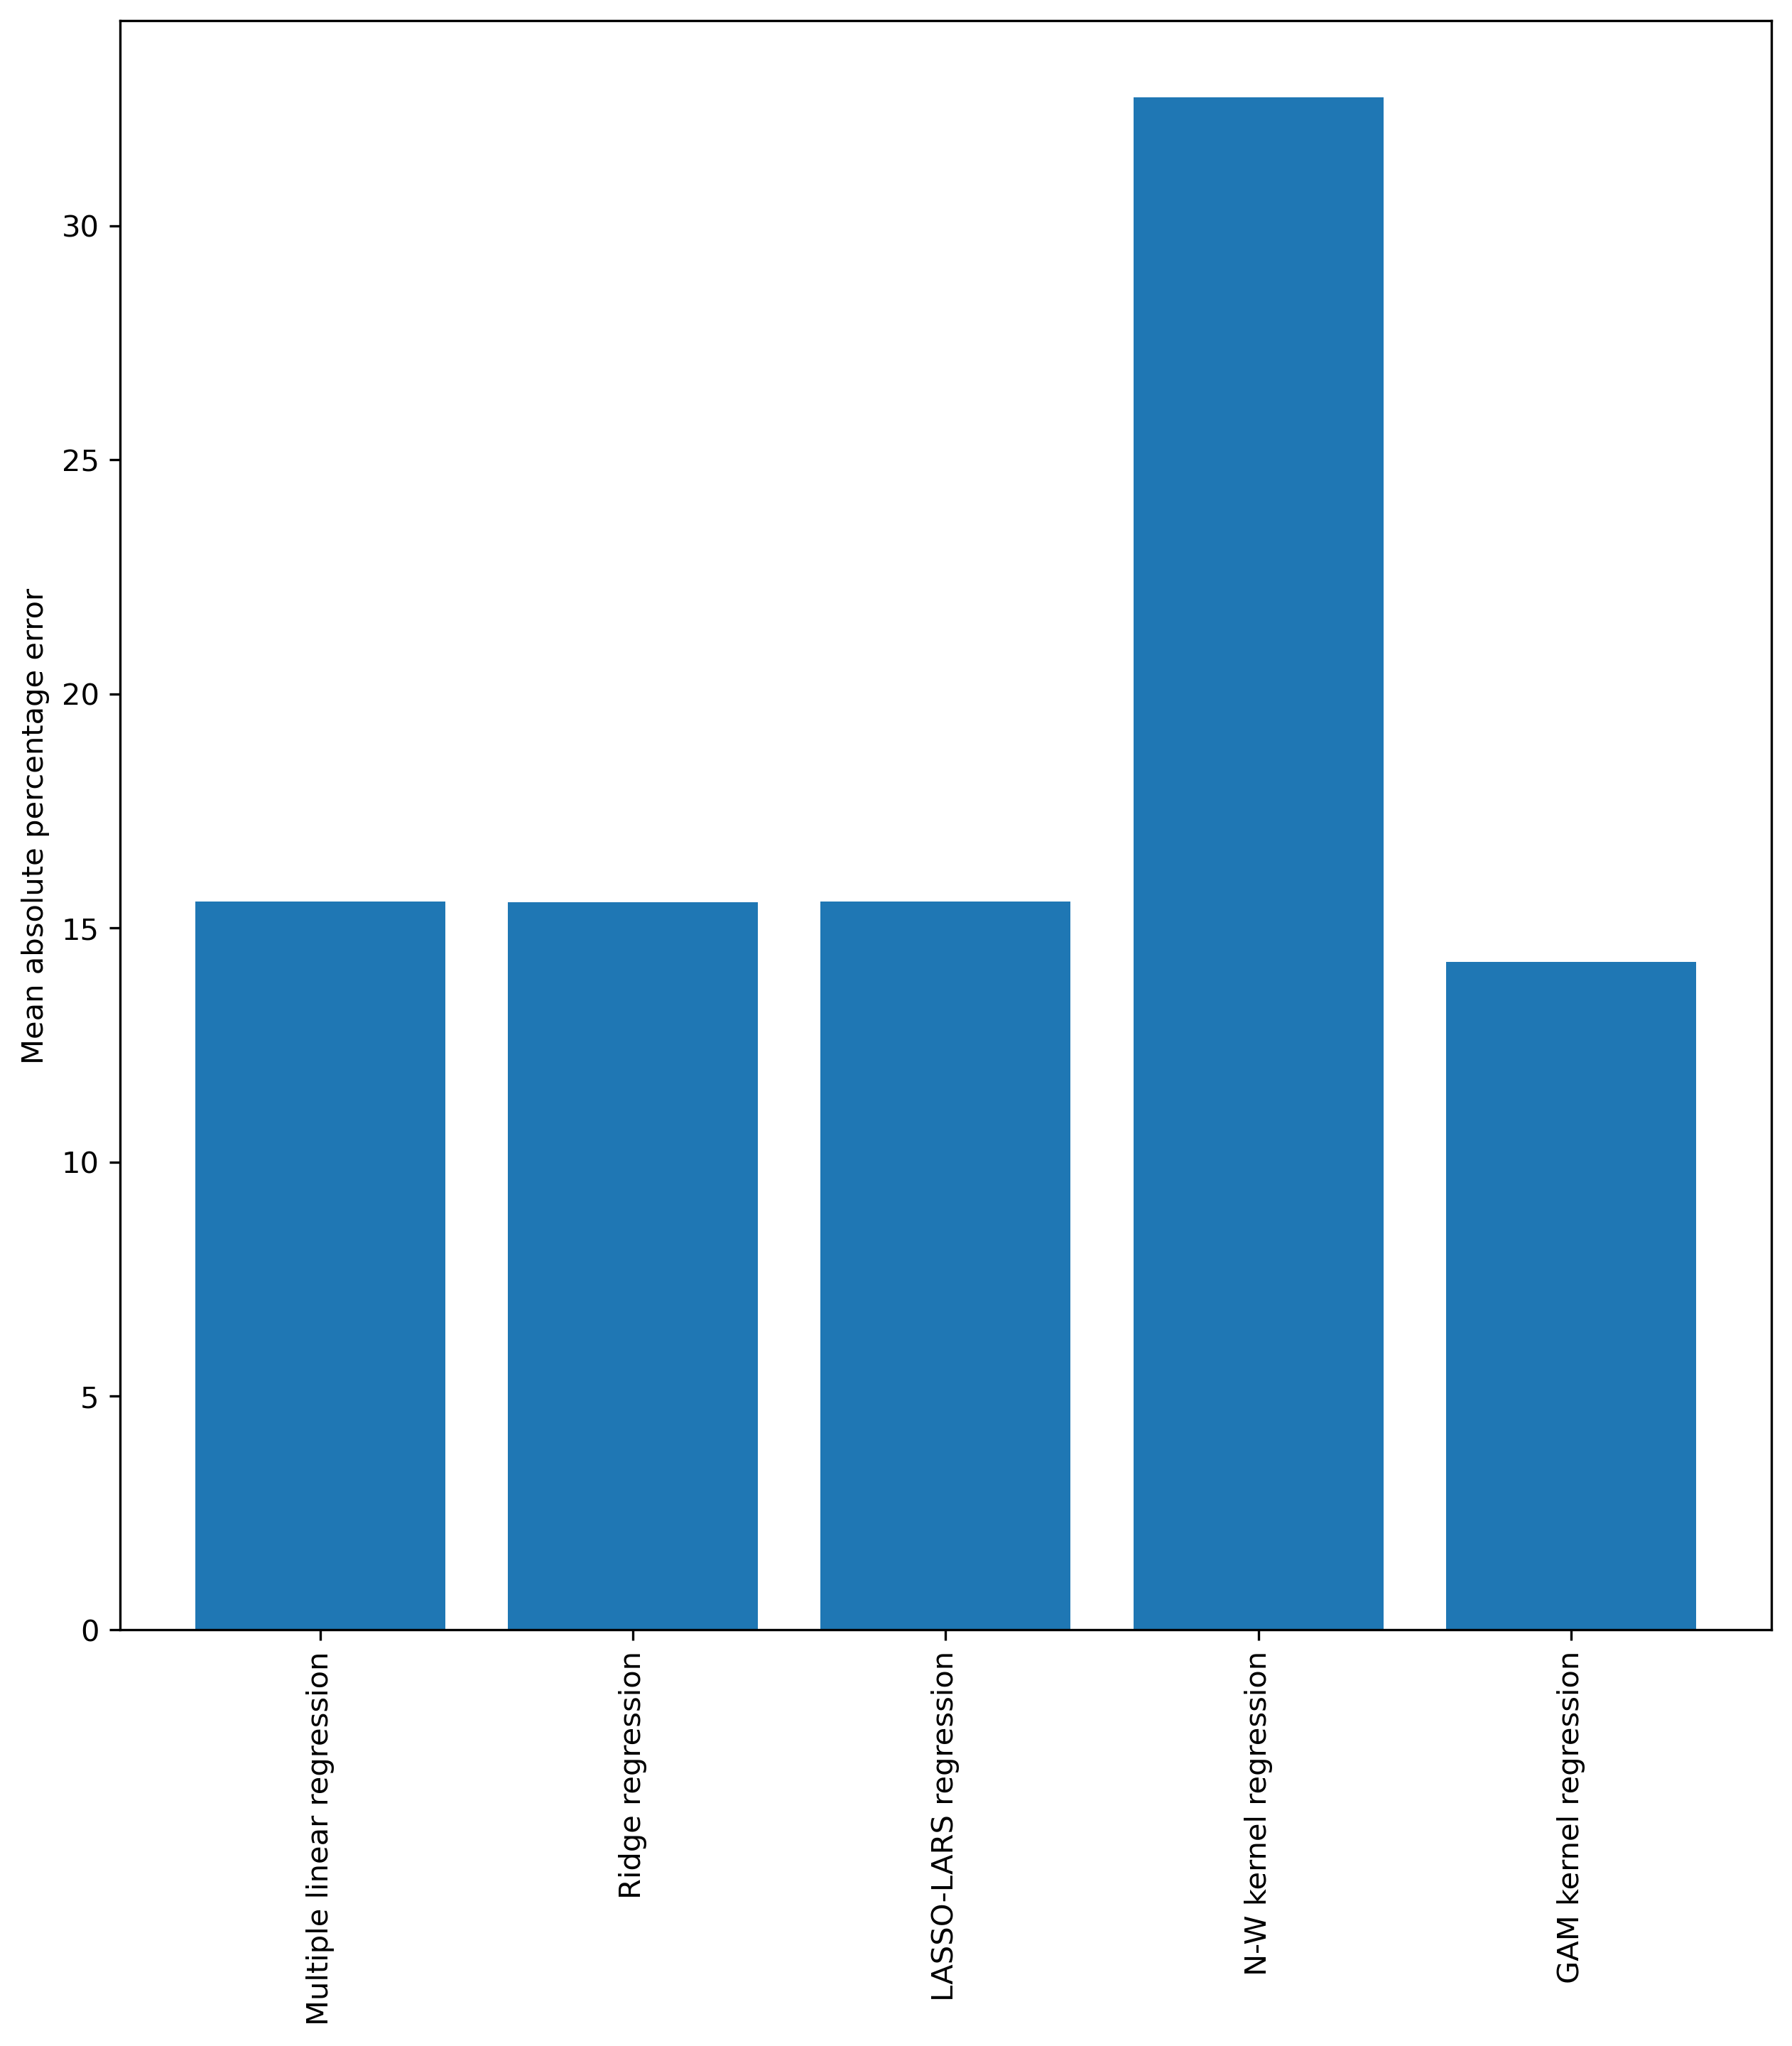 Mean absolute percentage error
30
25
20
15
10
5
0
Multiple linear regression
Ridge regression
LASSO-LARS regression
N-W kernel regression
GAM kernel regression